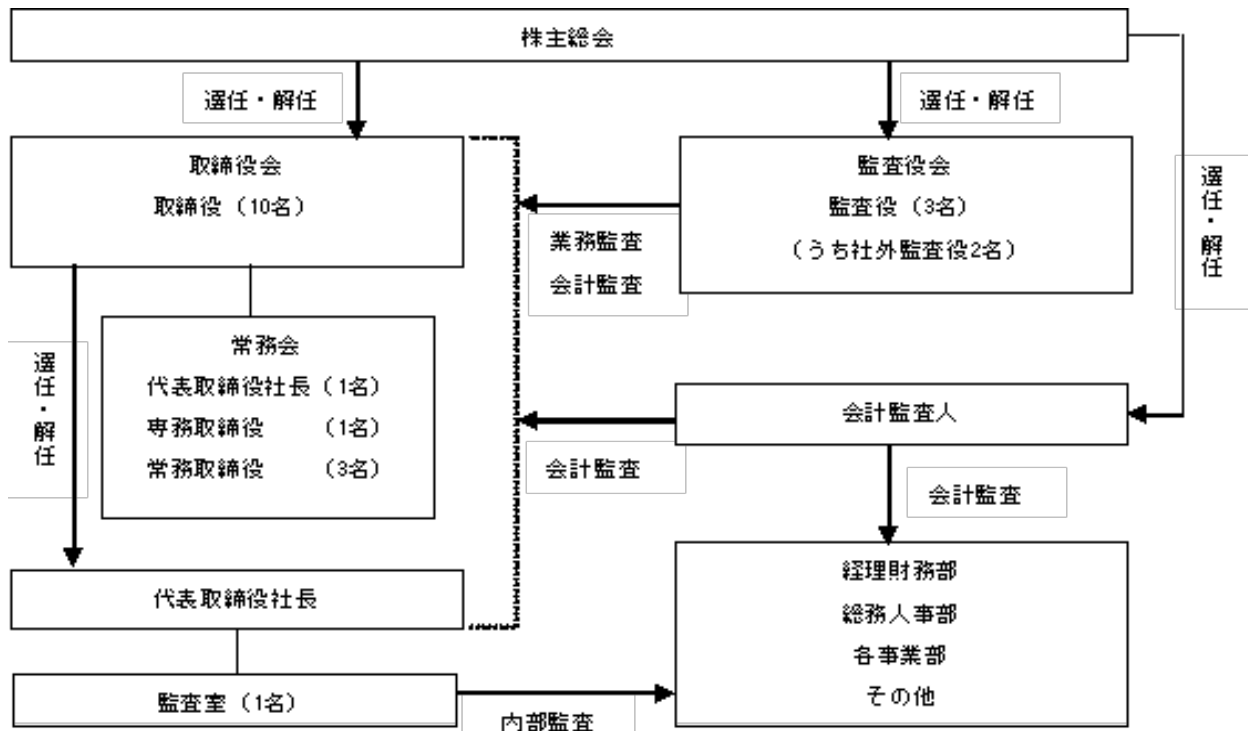 株主総会
選任・解任
選任・解任
選任・解任
取締役会
取締役（10名）
監査役会
監査役（3名）
（うち社外監査役2名）
業務監査
会計監査
選任・解任
常務会
代表取締役社長（1名）
専務取締役　　（1名）
常務取締役　　（3名）
会計監査人
会計監査
会計監査
代表取締役社長
経理財務部
総務人事部
各事業部
その他
監査室（1名）
内部監査